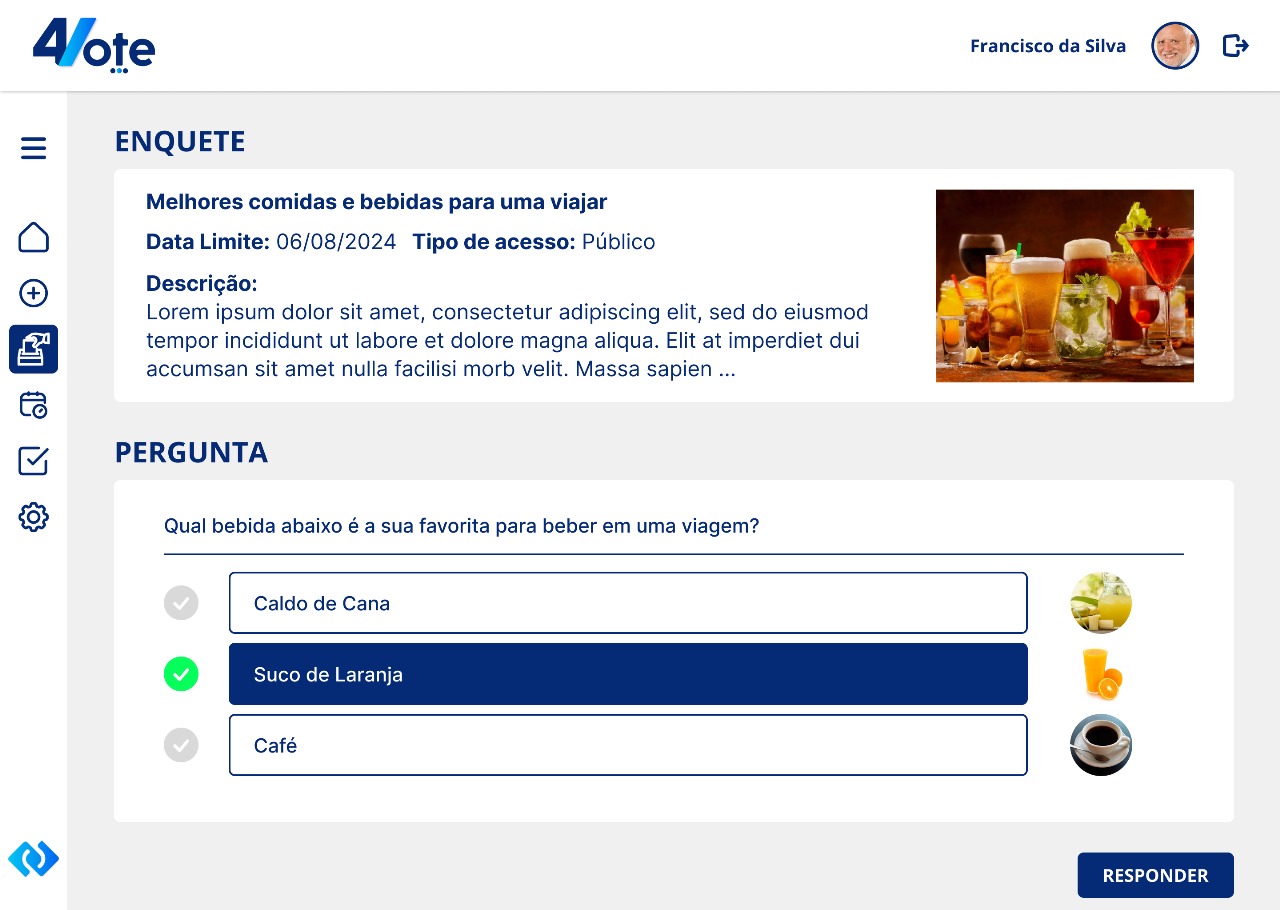 4Vote
Francisco da Silva
ENQUETE
Melhores comidas e bebidas para uma viajar
Data Limite: 06/08/2024 Tipo de acesso: Público
Descrição:
Lorem ipsum dolor sit amet, consectetur adipiscing elit, sed do eiusmod
tempor incididunt ut labore et dolore magna aliqua. Elit at imperdiet dui
accumsan sit amet nulla facilisi morb velit. Massa sapien ...
PERGUNTA
Qual bebida abaixo é a sua favorita para beber em uma viagem?
Caldo de Cana
Suco de Laranja
Café
RESPONDER